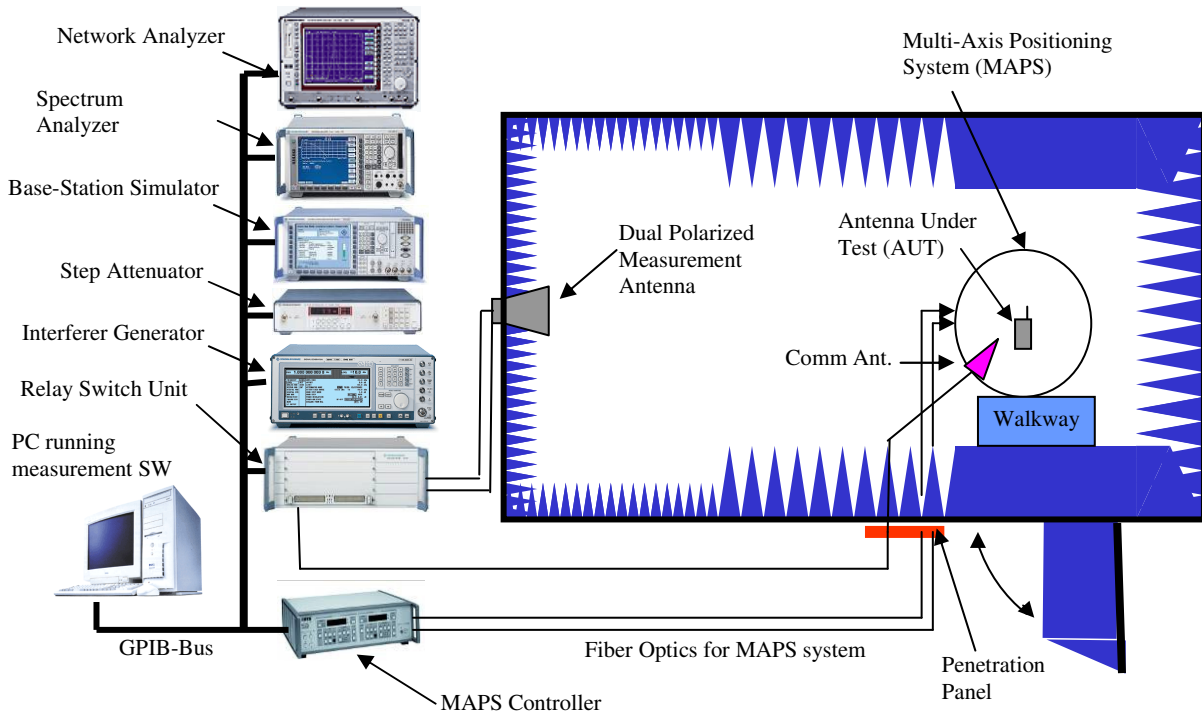 Network Analyzer
Spectrum
Analyzer
Base-Station Simulator
Step Attenuator
Interferer Generator
Relay Switch Unit
PC running
measurement SW
GPIB-Bus
MAPS Controller
Fiber Optics for MAPS system
Dual Polarized
Measurement
Antenna
Multi-Axis Positioning
System (MAPS)
Antenna Under
Test (AUT)
Comm Ant.
Walkway
Penetration
Panel